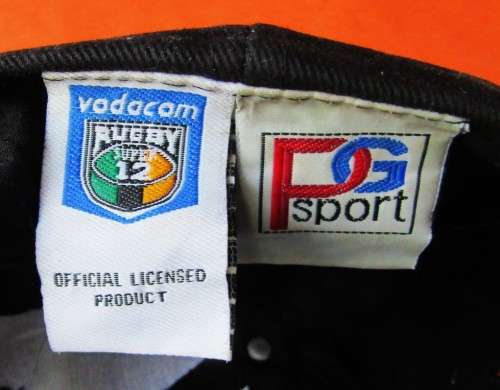 vodacom
RUGBY
SUPER
12
OFFICIAL LICENSED
PRODUCT
PG
sport